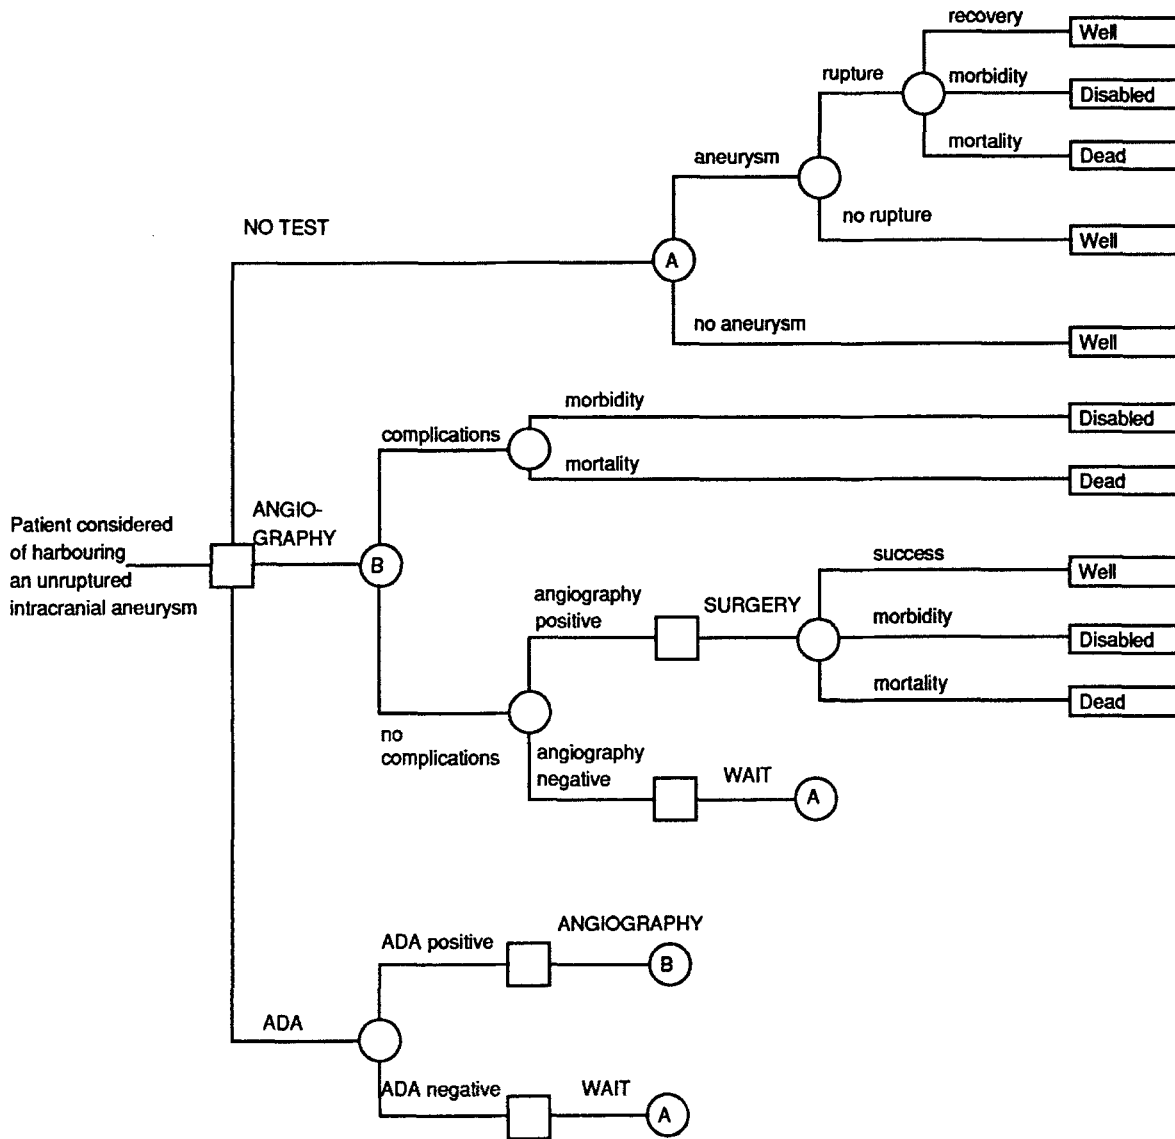 recovery
Well
rupture
morbidity
Disabled
mortality
Dead
aneurysm
no rupture
Well
NO TEST
A
no aneurysm
Well
morbidity
Disabled
complications
mortality
Dead
ANGIO-
GRAPHY
Patient considered
of harbouring
an unruptured
intracranial aneurysm
B
success
Well
angiography
positive
SURGERY
morbidity
Disabled
mortality
Dead
no
complications
angiography
negative
WAIT
A
ADA positive
ANGIOGRAPHY
B
ADA
ADA negative
WAIT
A